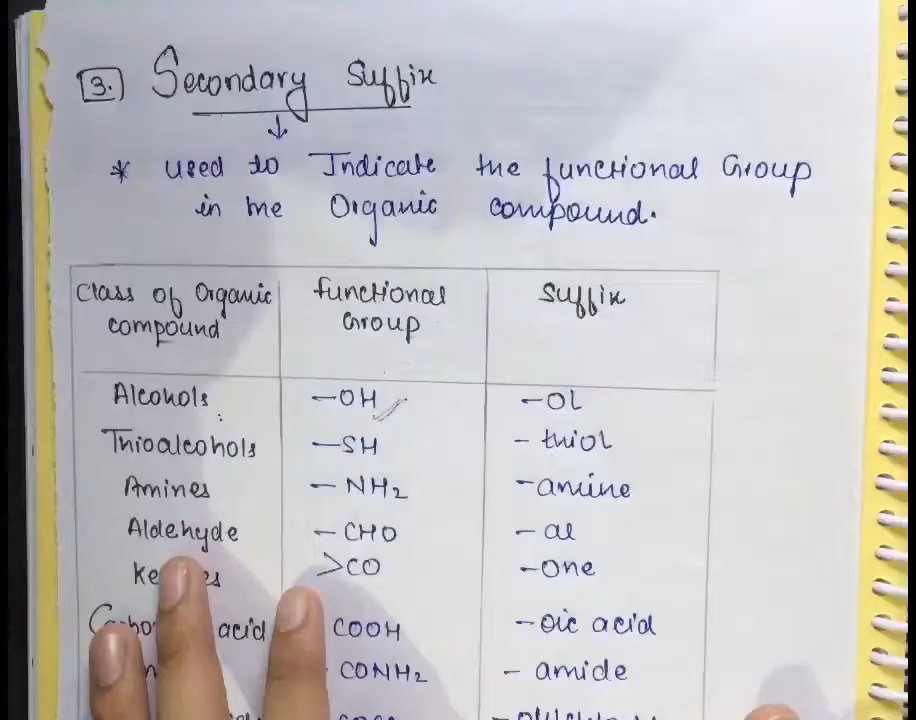 3. Secondary Suffix
↓
* used to Indicate the functional Group
in the Organic compound.
Class of Organic compound functional Group Suffix
Alcohols —OH —ol
Thioalcohols —SH - thiol
Amines — NH₂ -amine
Aldehyde — CHO - al
>CO -one
acid COOH -oic acid
CONH₂ - amide